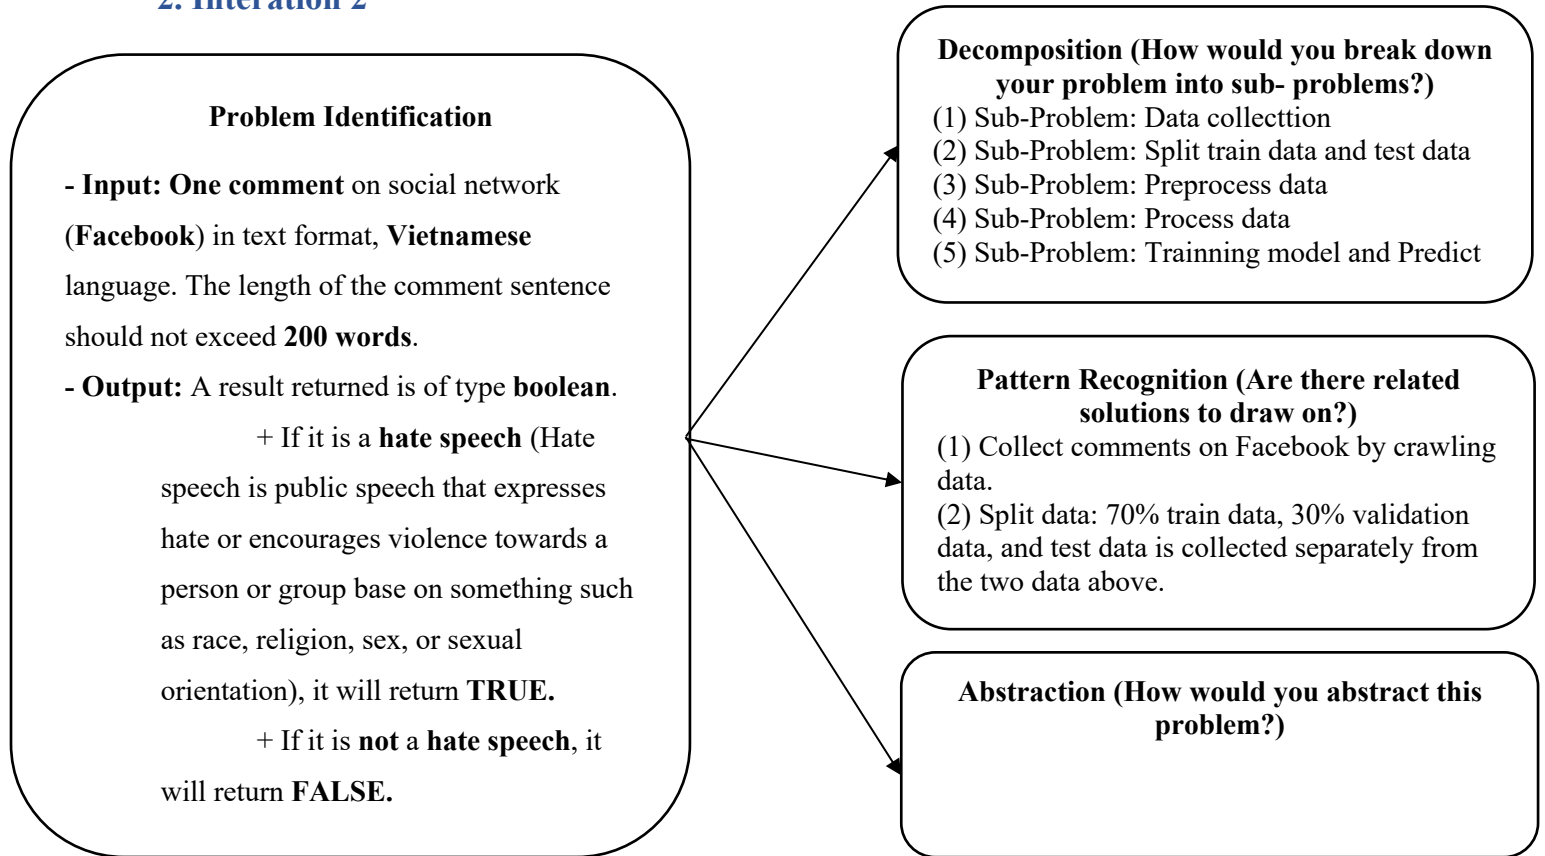 2. Interation 2
Problem Identification
- Input: One comment on social network
(Facebook) in text format, Vietnamese
language. The length of the comment sentence
should not exceed 200 words.
- Output: A result returned is of type boolean.
+ If it is a hate speech (Hate
speech is public speech that expresses
hate or encourages violence towards a
person or group base on something such
as race, religion, sex, or sexual
orientation), it will return TRUE.
+ If it is not a hate speech, it
will return FALSE.
Decomposition (How would you break down
your problem into sub- problems?)
(1) Sub-Problem: Data collecttion
(2) Sub-Problem: Split train data and test data
(3) Sub-Problem: Preprocess data
(4) Sub-Problem: Process data
(5) Sub-Problem: Trainning model and Predict
Pattern Recognition (Are there related
solutions to draw on?)
(1) Collect comments on Facebook by crawling
data.
(2) Split data: 70% train data, 30% validation
data, and test data is collected separately from
the two data above.
Abstraction (How would you abstract this
problem?)